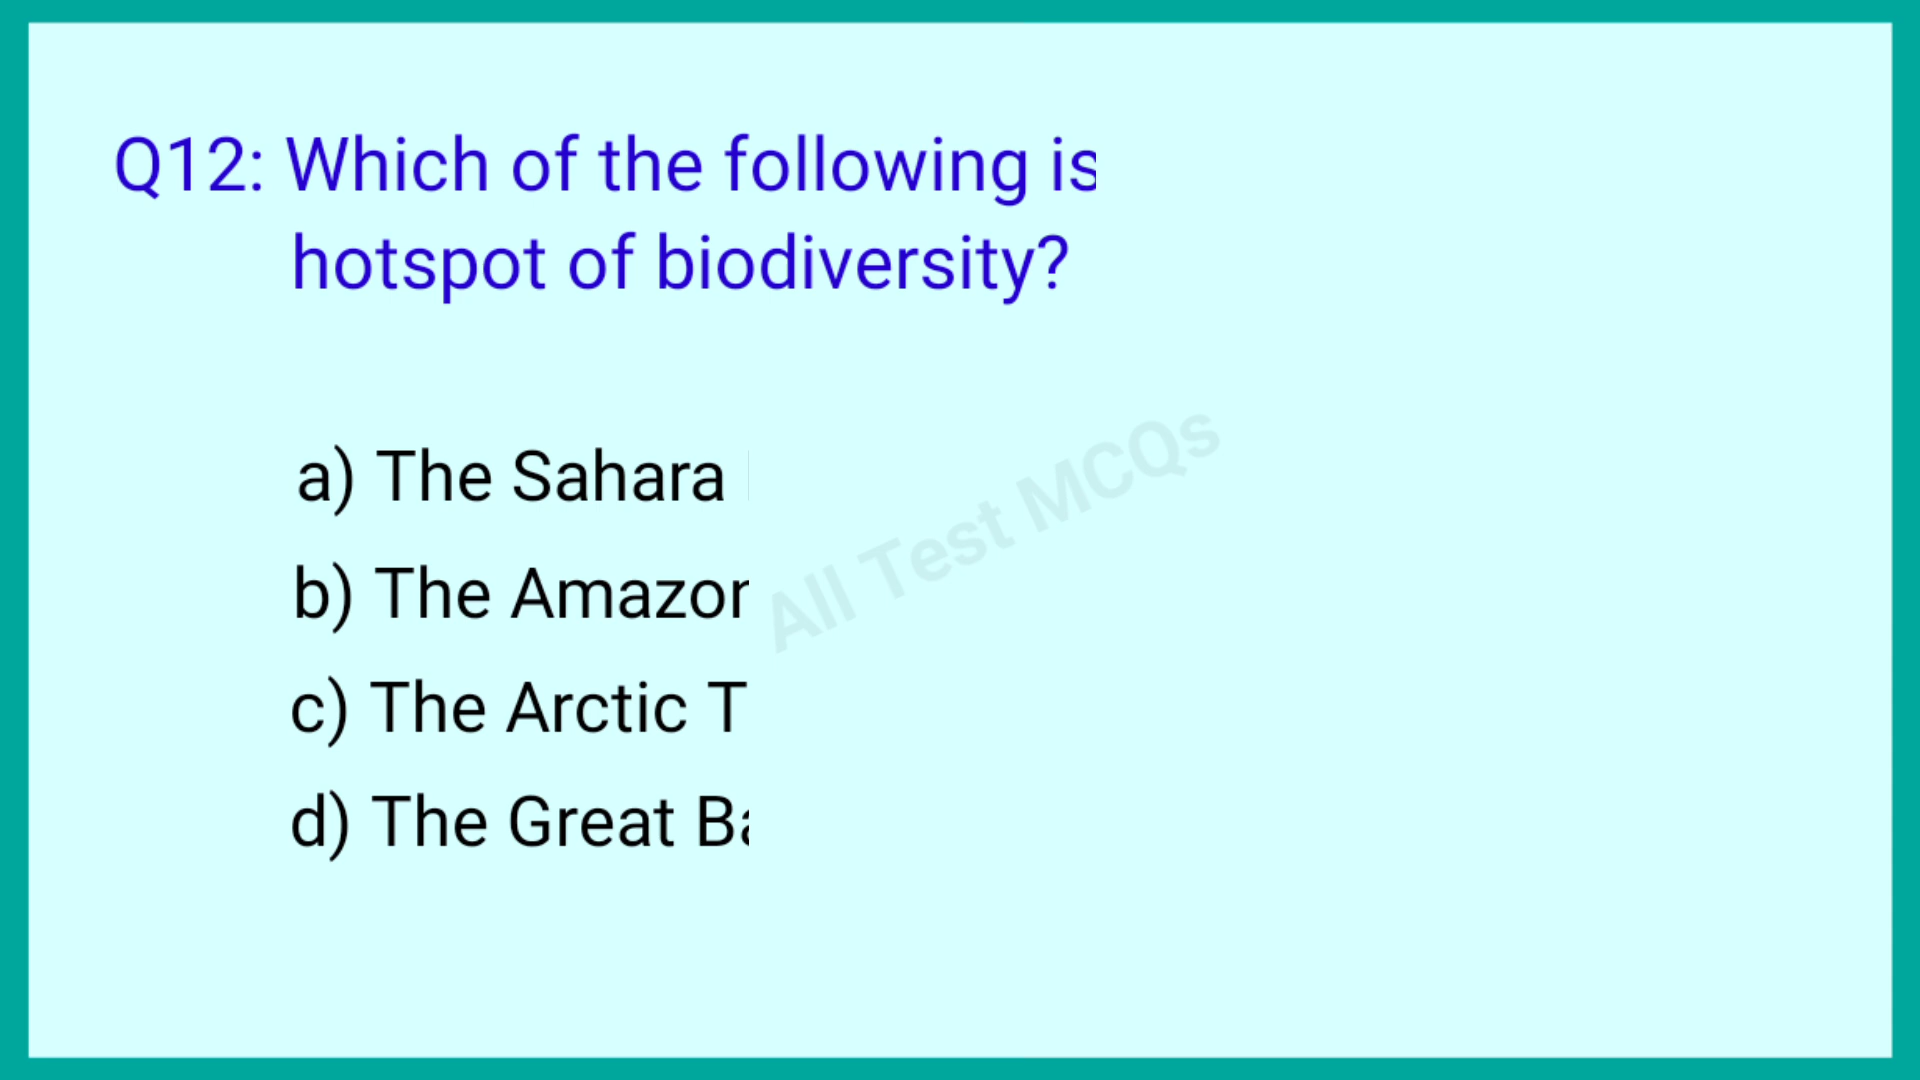 Q12: Which of the following is
hotspot of biodiversity?
a) The Sahara
b) The
c) The Arctic
d) The Great
All Test MCQs